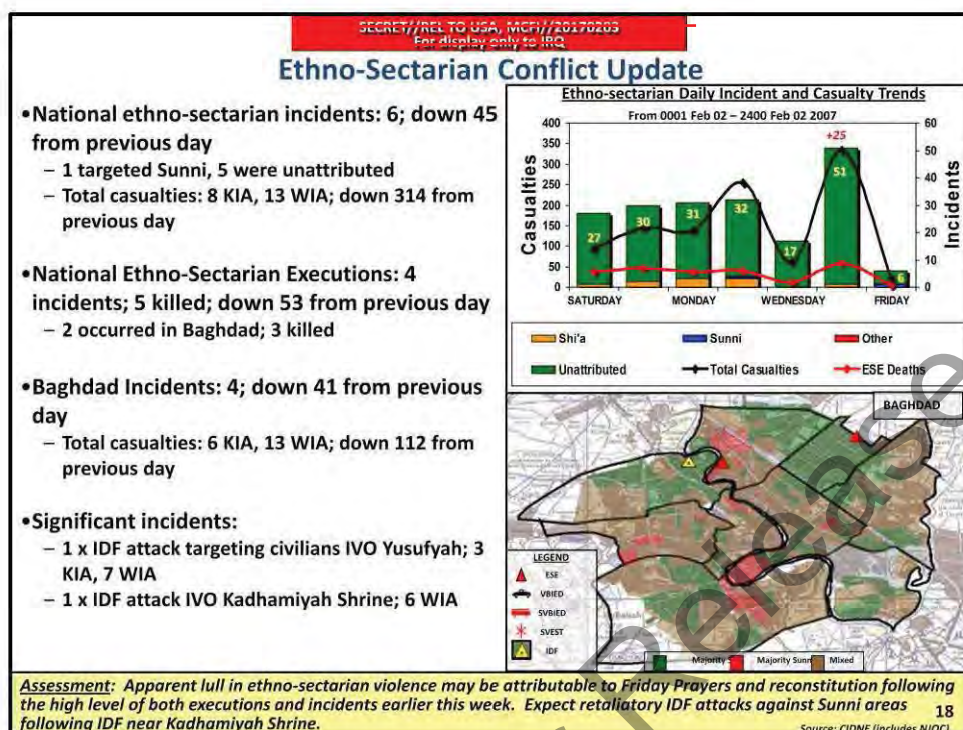 SECRET//REL TO USA, MCFI//20170203
For display only to IRQ
Ethno-Sectarian Conflict Update
•National ethno-sectarian incidents: 6; down 45
from previous day
– 1 targeted Sunni, 5 were unattributed
– Total casualties: 8 KIA, 13 WIA; down 314 from
previous day
•National Ethno-Sectarian Executions: 4
incidents; 5 killed; down 53 from previous day
– 2 occurred in Baghdad; 3 killed
•Baghdad Incidents: 4; down 41 from previous
day
– Total casualties: 6 KIA, 13 WIA; down 112 from
previous day
•Significant incidents:
– 1 x IDF attack targeting civilians IVO Yusufyah; 3
KIA, 7 WIA
– 1 x IDF attack IVO Kadhamiyah Shrine; 6 WIA
Ethno-sectarian Daily Incident and Casualty Trends
From 0001 Feb 02 – 2400 Feb 02 2007
Casualties
400
350
300
250
200
150
100
50
0
Incidents
60
50
40
30
20
10
0
+25
27
30
31
32
17
51
6
SATURDAY
MONDAY
WEDNESDAY
FRIDAY
Shi'a
Sunni
Other
Unattributed
Total Casualties
ESE Deaths
BAGHDAD
LEGEND
ESE
VBIED
SVBIED
SVEST
IDF
Majority S
Majority Sunn
Mixed
Release
Assessment: Apparent lull in ethno-sectarian violence may be attributable to Friday Prayers and reconstitution following
the high level of both executions and incidents earlier this week. Expect retaliatory IDF attacks against Sunni areas
following IDF near Kadhamiyah Shrine.
18
Source: CIDNE (includes NJOC)